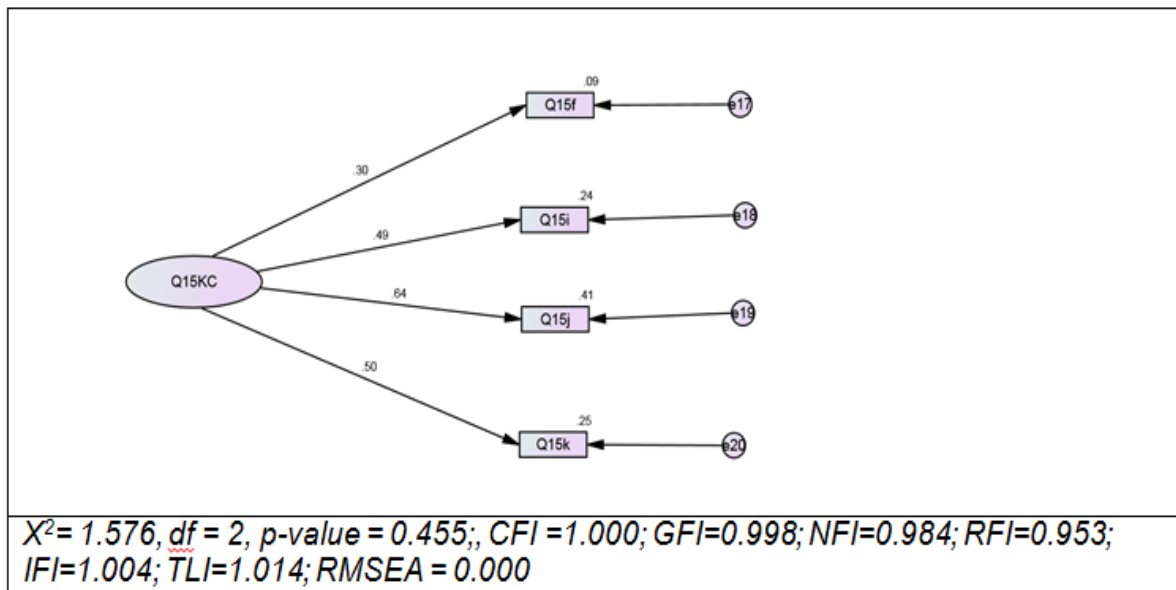 .09
Q15f
e17
.30
.24
Q15i
e18
.49
Q15KC
.64
.41
Q15j
e19
.50
.25
Q15k
e20
X²= 1.576, df = 2, p-value = 0.455;, CFI =1.000; GFI=0.998; NFI=0.984; RFI=0.953;
IFI=1.004; TLI=1.014; RMSEA = 0.000